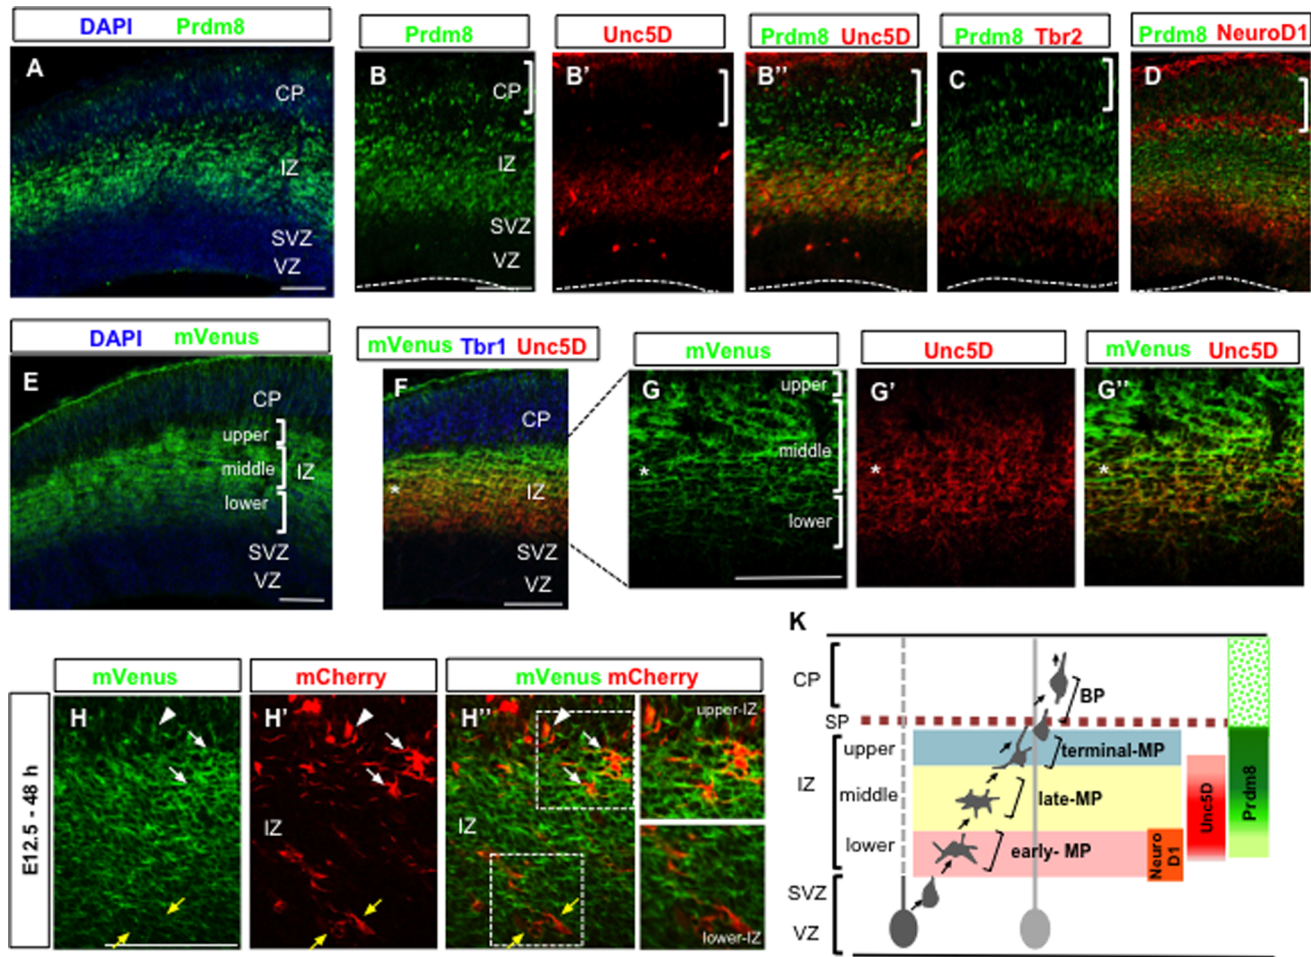 DAPI Prdm8
A
CP
IZ
SVZ
VZ
Prdm8
B
CP
IZ
SVZ
VZ
Unc5D
B’
Prdm8 Unc5D
B’’
Prdm8 Tbr2
C
Prdm8 NeuroD1
D
DAPI mVenus
E
CP
upper
middle
IZ
lower
SVZ
VZ
mVenus Tbr1 Unc5D
F
CP
*
IZ
SVZ
VZ
mVenus
G
upper
middle
*
lower
Unc5D
G’
*
mVenus Unc5D
G’’
*
E12.5 - 48 h
mVenus
H
mCherry
H’
IZ
mVenus mCherry
H’’
IZ
upper-IZ
lower-IZ
K
CP
BP
SP
upper
terminal-MP
IZ
middle
late-MP
lower
early- MP
Neuro
D1
Unc5D
Prdm8
SVZ
VZ